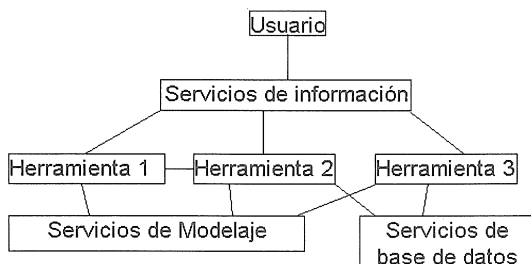 Usuario
Servicios de información
Herramienta 1
Herramienta 2
Herramienta 3
Servicios de Modelaje
Servicios de
base de datos